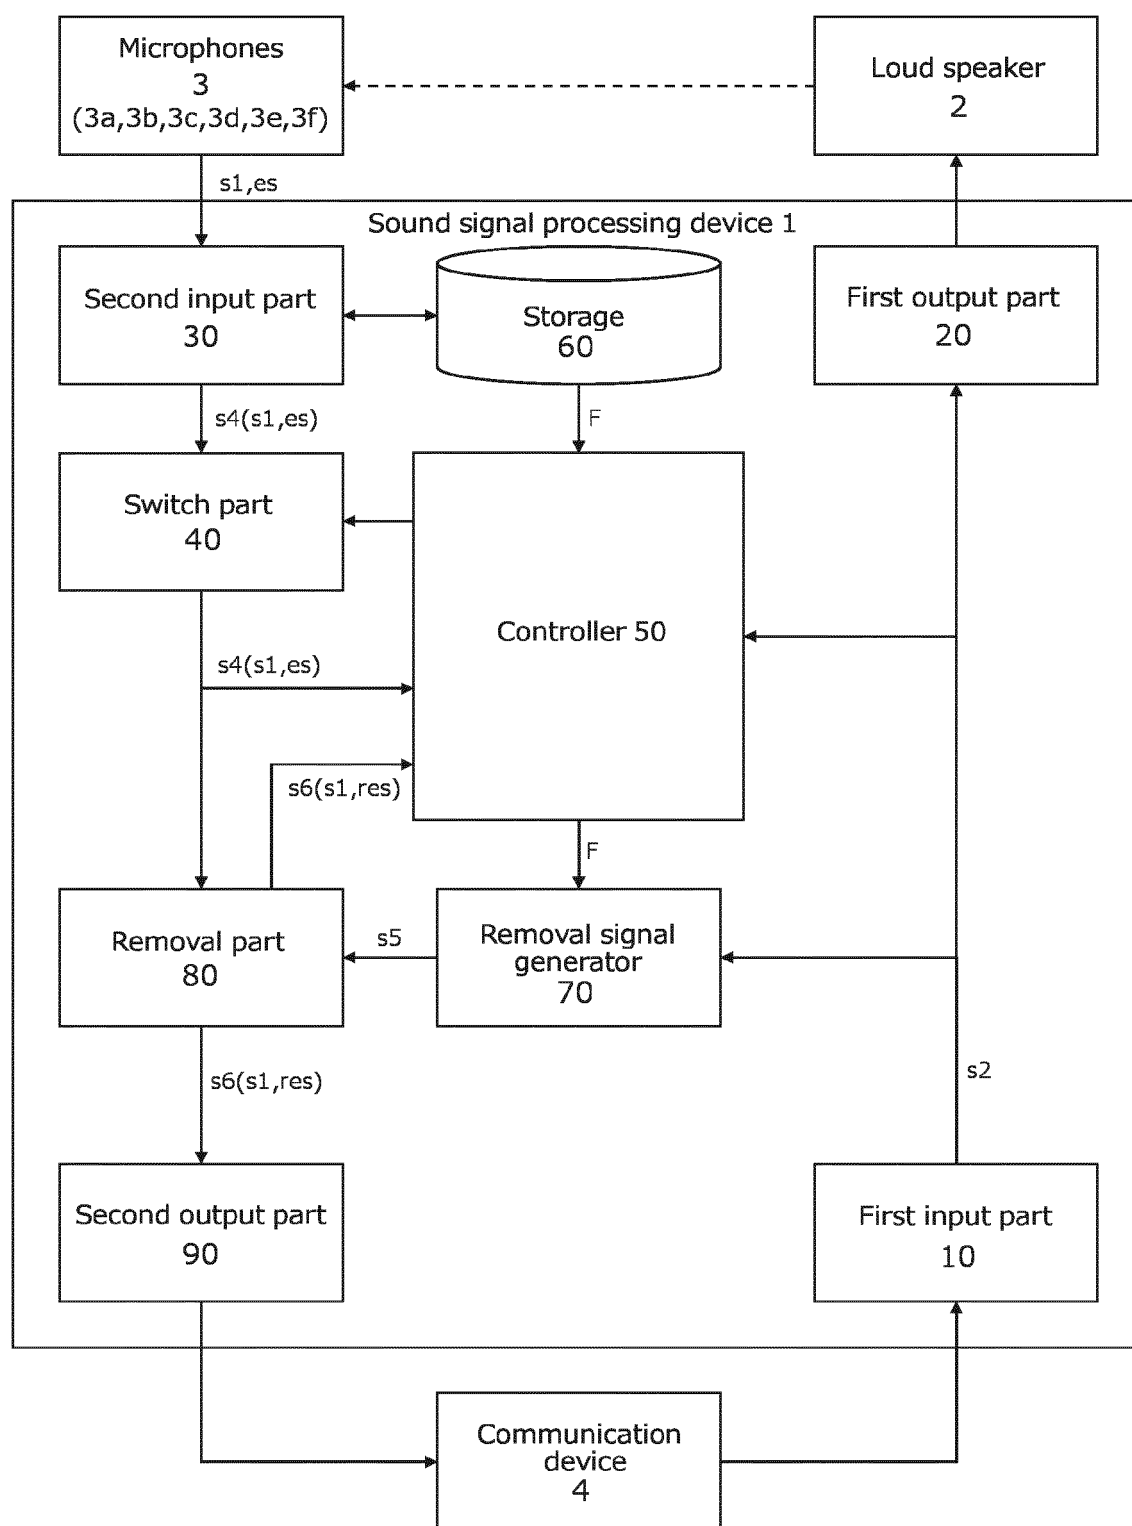 Microphones
3
(3a,3b,3c,3d,3e,3f)
Loud speaker
2
s1,es
Sound signal processing device 1
Second input part
30
Storage
60
First output part
20
s4(s1,es)
F
Switch part
40
Controller 50
s4(s1,es)
s6(s1,res)
F
Removal part
80
s5
Removal signal
generator
70
s6(s1,res)
s2
Second output part
90
First input part
10
Communication
device
4